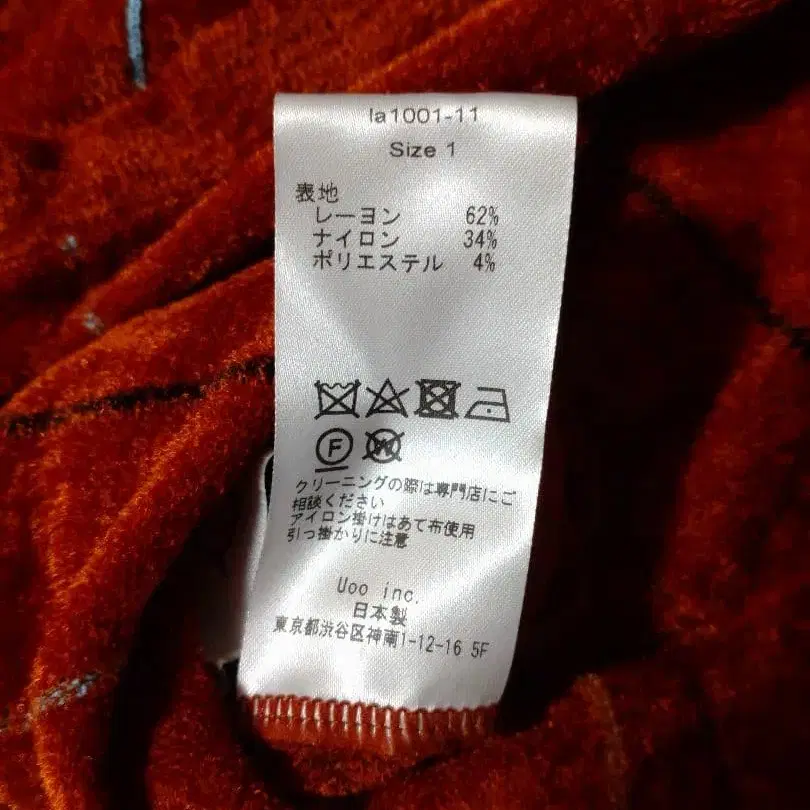 la1001-11
Size 1
表地
レーヨン 62%
ナイロン 34%
ポリエステル 4%
F
W
クリーニングの際は専門店にご
相談ください
アイロン掛けはあて布使用
引っ掛かりに注意
Uoo inc.
日本製
東京都渋谷区神南1-12-16 5F